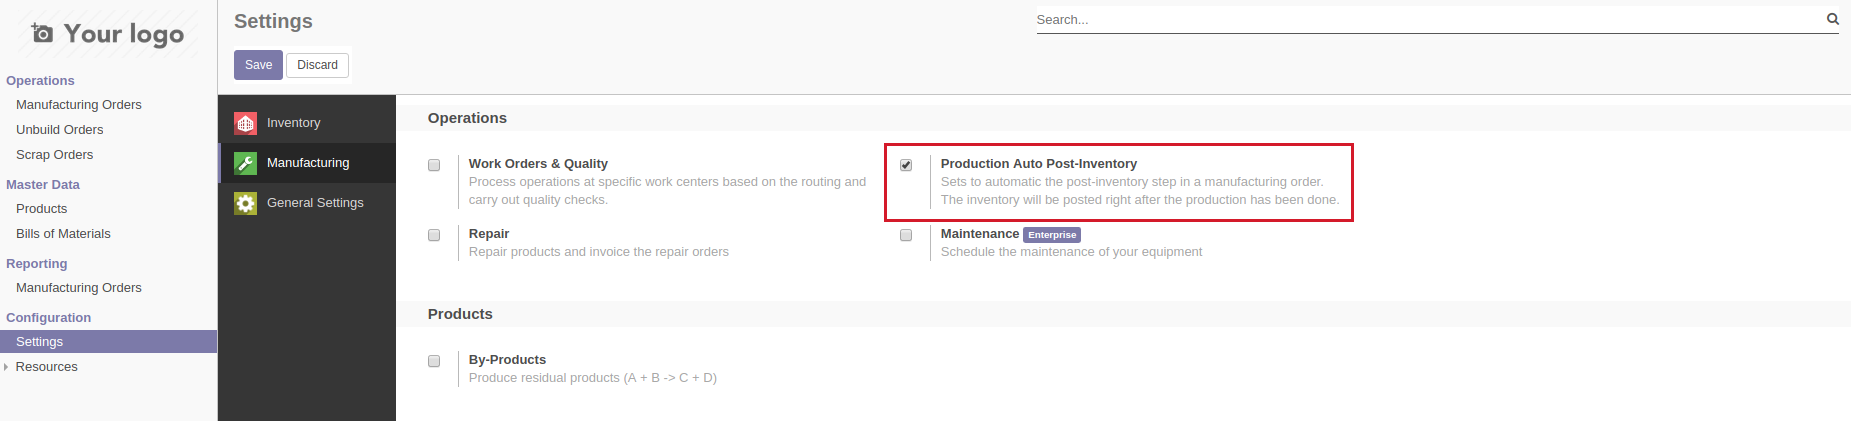 Your logo
Operations
Manufacturing Orders
Unbuild Orders
Scrap Orders
Master Data
Products
Bills of Materials
Reporting
Manufacturing Orders
Configuration
Settings
Resources
Settings
Search...
Save
Discard
Inventory
Manufacturing
General Settings
Operations
Work Orders & Quality
Process operations at specific work centers based on the routing and
carry out quality checks.
Production Auto Post-Inventory
Sets to automatic the post-inventory step in a manufacturing order.
The inventory will be posted right after the production has been done.
Repair
Repair products and invoice the repair orders
Maintenance Enterprise
Schedule the maintenance of your equipment
Products
By-Products
Produce residual products (A + B -> C + D)